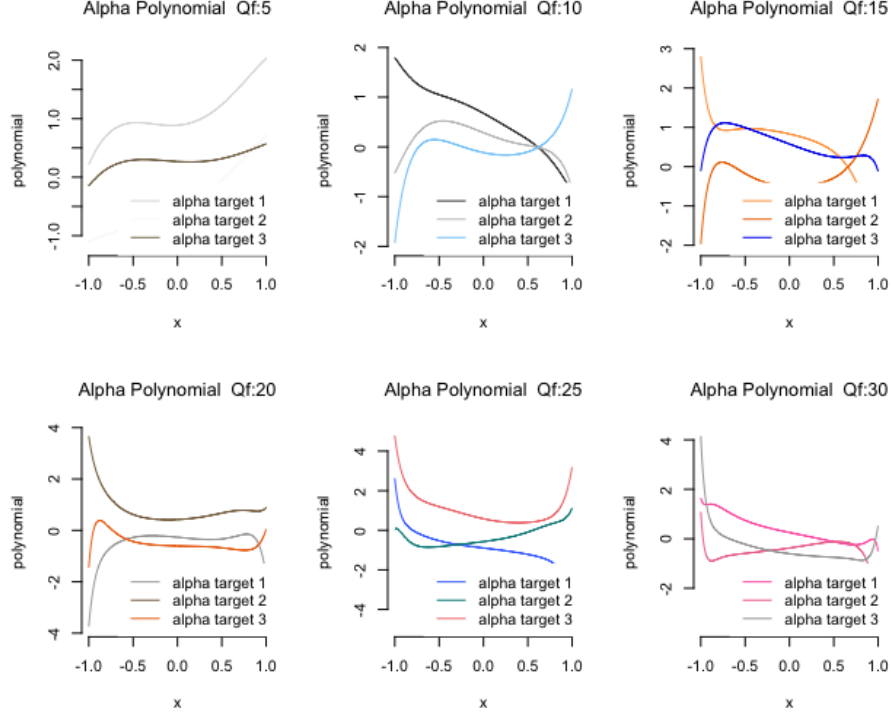 Alpha Polynomial Qf:5
polynomial
2.0
1.0
0.0
-1.0
alpha target 1
alpha target 2
alpha target 3
-1.0 -0.5 0.0 0.5 1.0
x
Alpha Polynomial Qf:10
polynomial
2
1
0
-1
-2
alpha target 1
alpha target 2
alpha target 3
-1.0 -0.5 0.0 0.5 1.0
x
Alpha Polynomial Qf:15
polynomial
3
2
1
0
-1
-2
alpha target 1
alpha target 2
alpha target 3
-1.0 -0.5 0.0 0.5 1.0
x
Alpha Polynomial Qf:20
polynomial
4
2
0
-2
-4
alpha target 1
alpha target 2
alpha target 3
-1.0 -0.5 0.0 0.5 1.0
x
Alpha Polynomial Qf:25
polynomial
4
2
0
-2
-4
alpha target 1
alpha target 2
alpha target 3
-1.0 -0.5 0.0 0.5 1.0
x
Alpha Polynomial Qf:30
polynomial
4
2
0
-2
alpha target 1
alpha target 2
alpha target 3
-1.0 -0.5 0.0 0.5 1.0
x